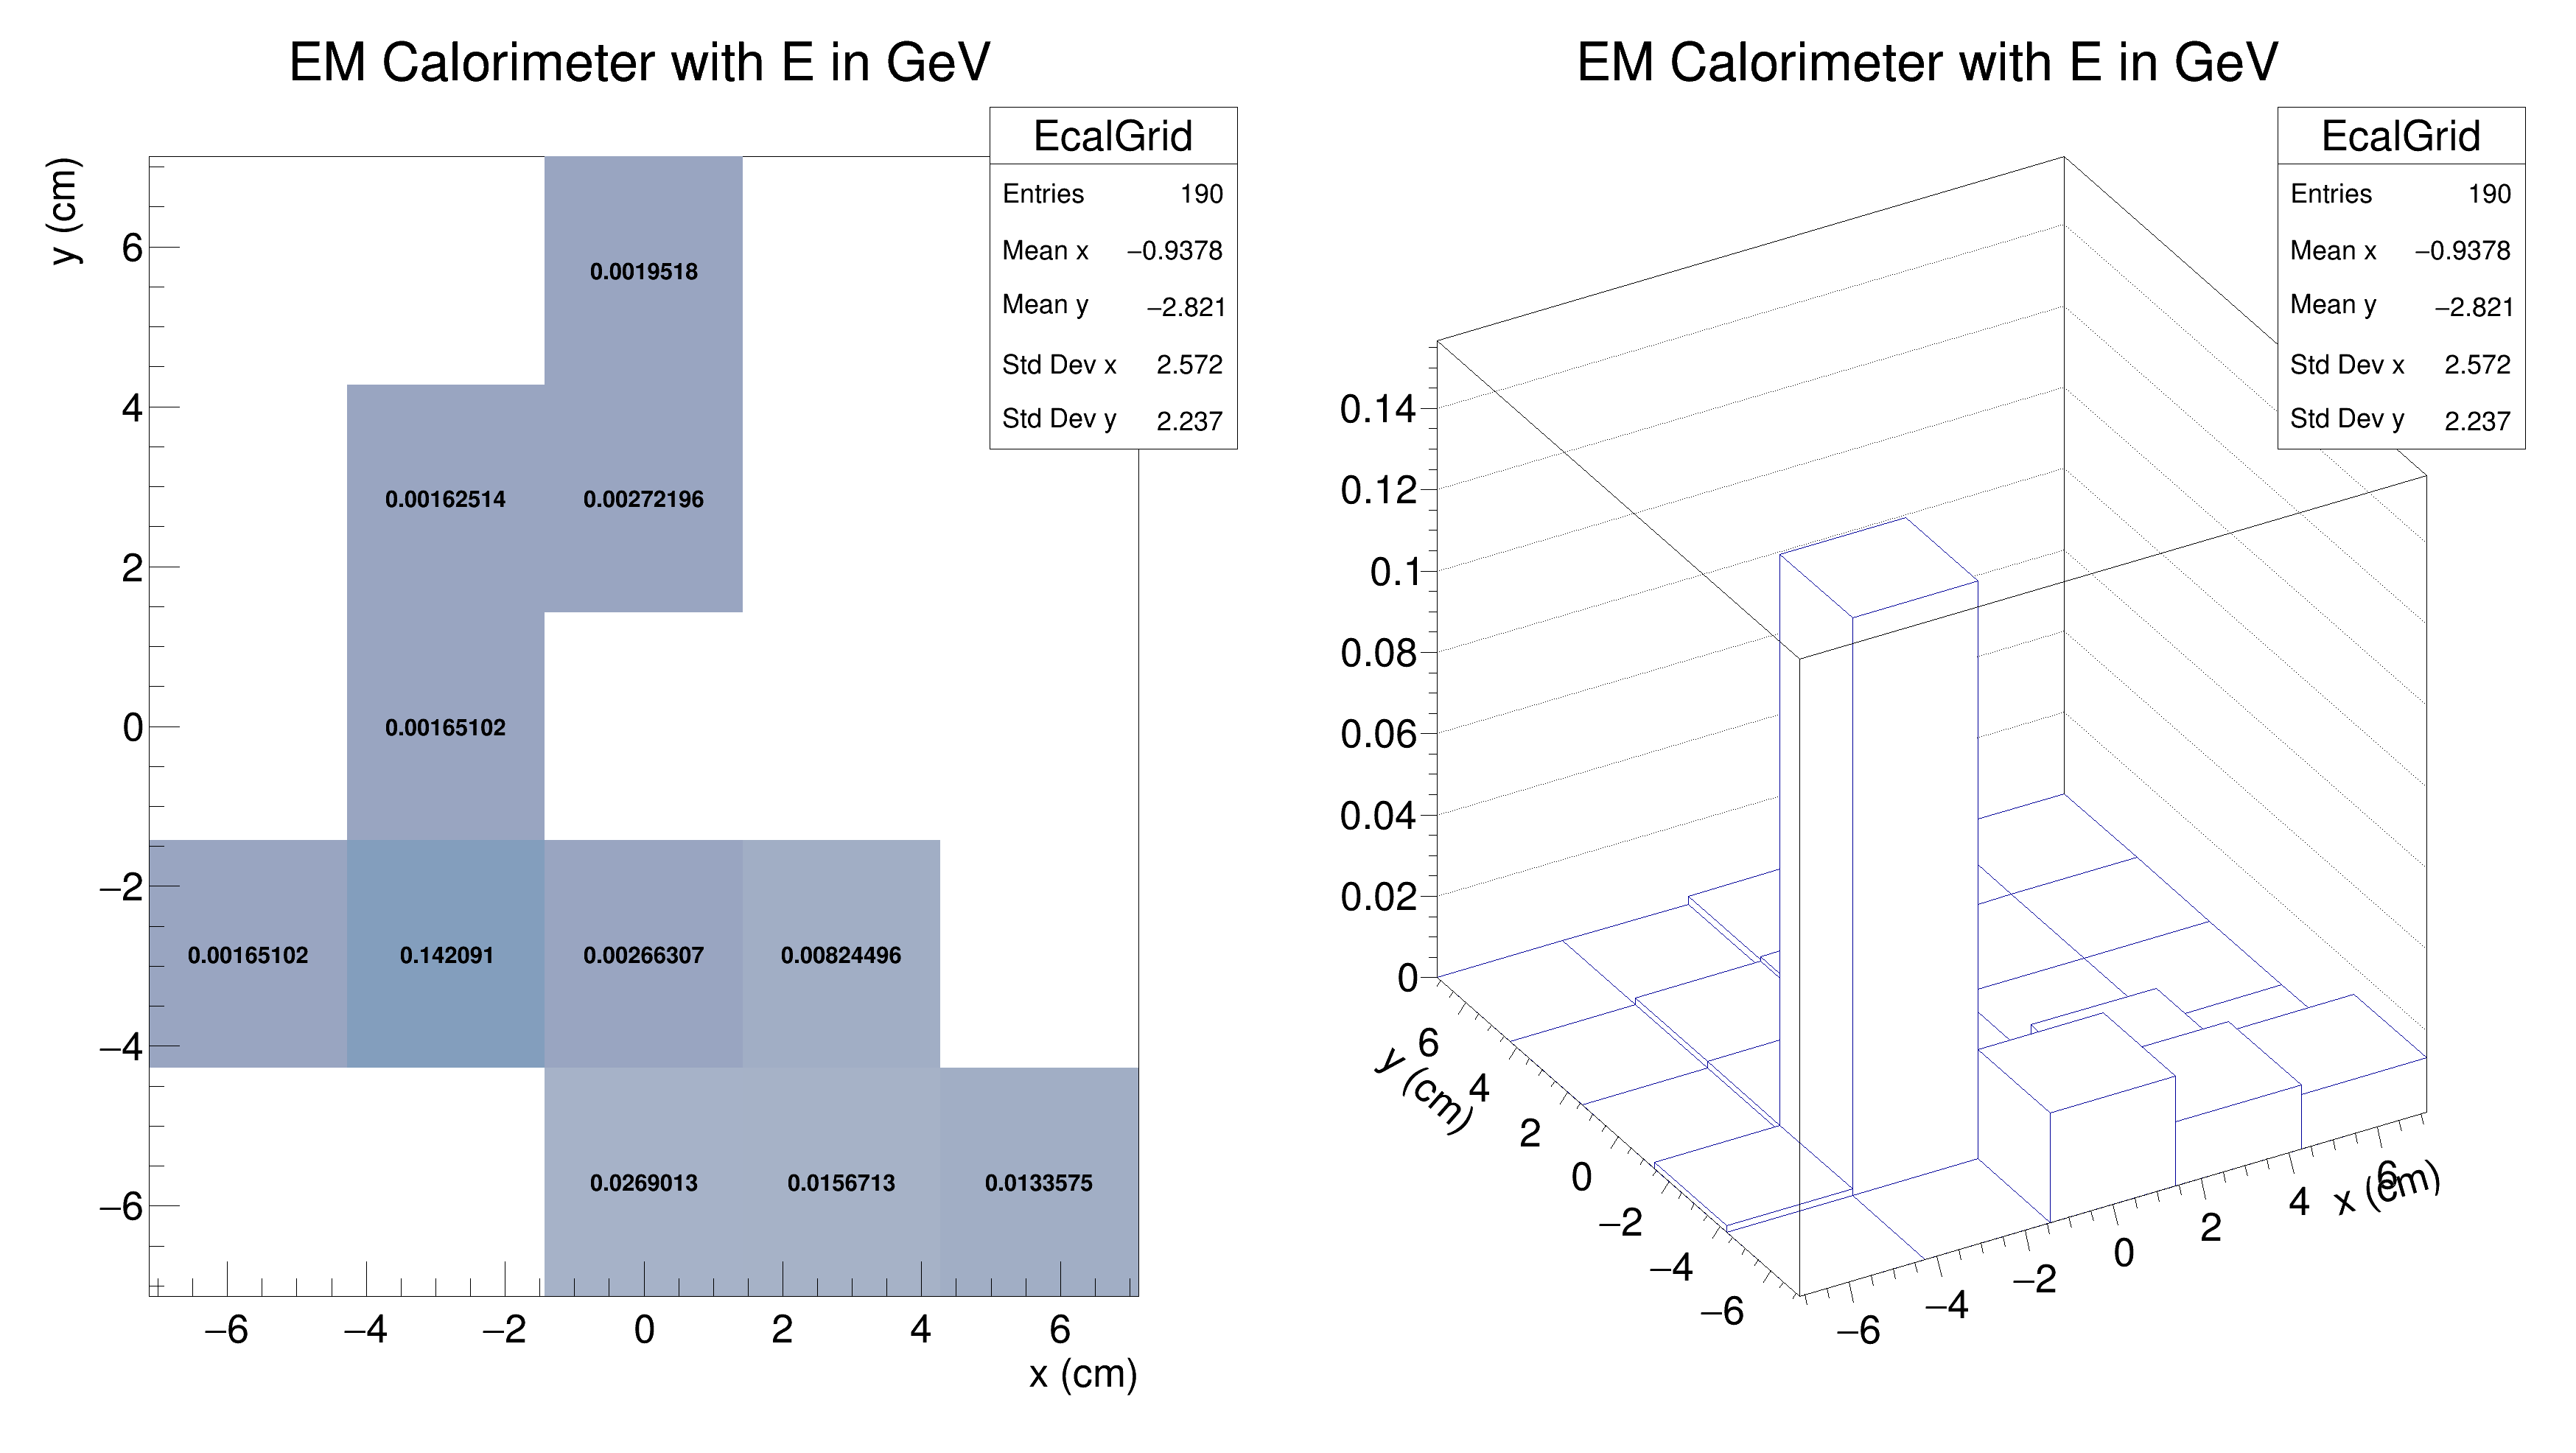 EM Calorimeter with E in GeV
EcalGrid
Entries 190
Mean x −0.9378
Mean y −2.821
Std Dev x 2.572
Std Dev y 2.237
y (cm)
6
4
2
0
−2
−4
−6
0.0019518
0.00162514 0.00272196
0.00165102
0.00165102 0.142091 0.00266307 0.00824496
0.0269013 0.0156713 0.0133575
−6 −4 −2 0 2 4 6
x (cm)
EM Calorimeter with E in GeV
EcalGrid
Entries 190
Mean x −0.9378
Mean y −2.821
Std Dev x 2.572
Std Dev y 2.237
0.14
0.12
0.1
0.08
0.06
0.04
0.02
0
y (cm)
6
4
2
0
−2
−4
−6
−6 −4 −2 0 2 4 6
x (cm)